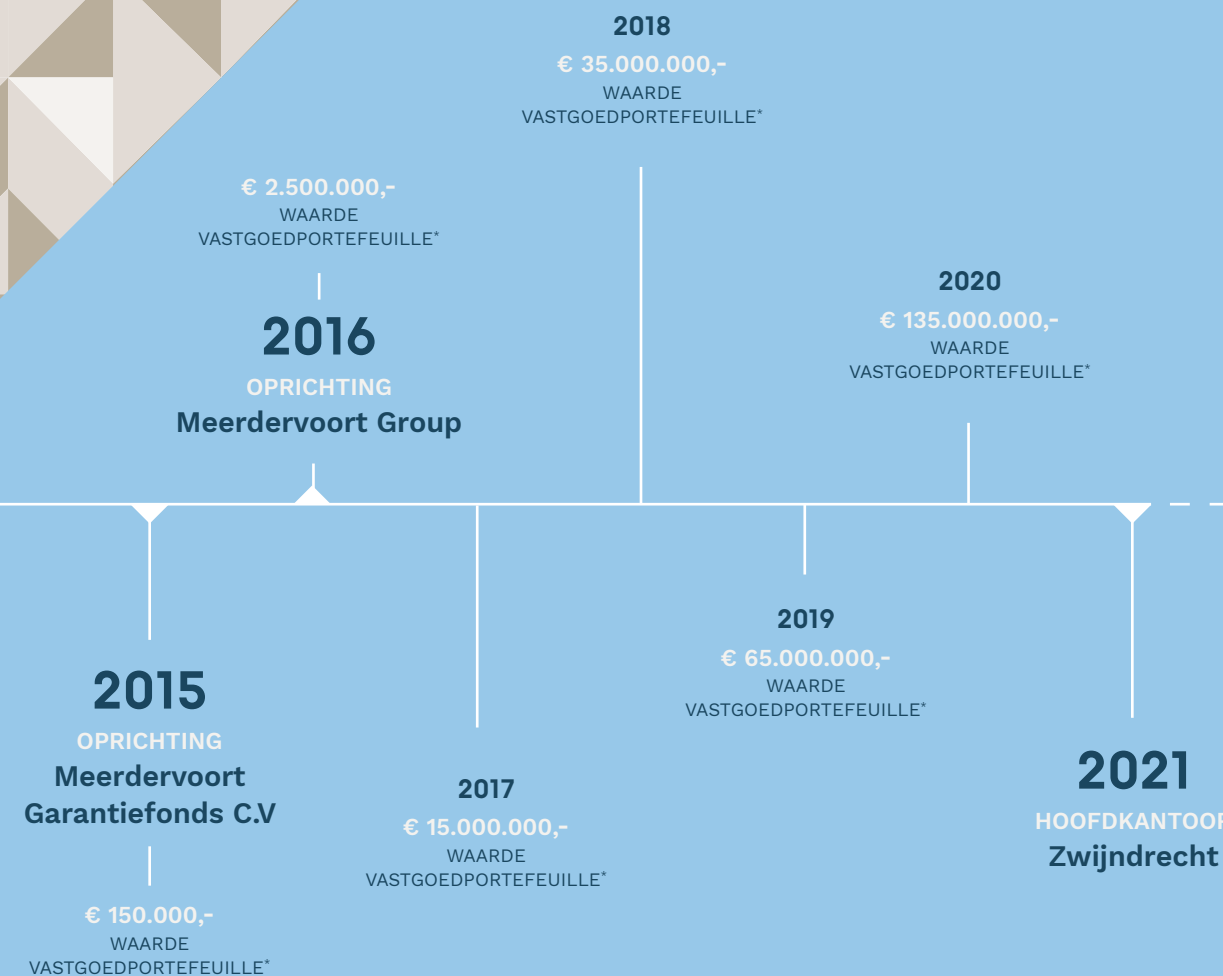 2018
€ 35.000.000,-
WAARDE
VASTGOEDPORTEFEUILLE*
€ 2.500.000,-
WAARDE
VASTGOEDPORTEFEUILLE*
2016
OPRICHTING
Meerdervoort Group
2020
€ 135.000.000,-
WAARDE
VASTGOEDPORTEFEUILLE*
2015
OPRICHTING
Meerdervoort
Garantiefonds C.V
€ 150.000,-
WAARDE
VASTGOEDPORTEFEUILLE*
2017
€ 15.000.000,-
WAARDE
VASTGOEDPORTEFEUILLE*
2019
€ 65.000.000,-
WAARDE
VASTGOEDPORTEFEUILLE*
2021
HOOFDKANTOOR
Zwijndrecht